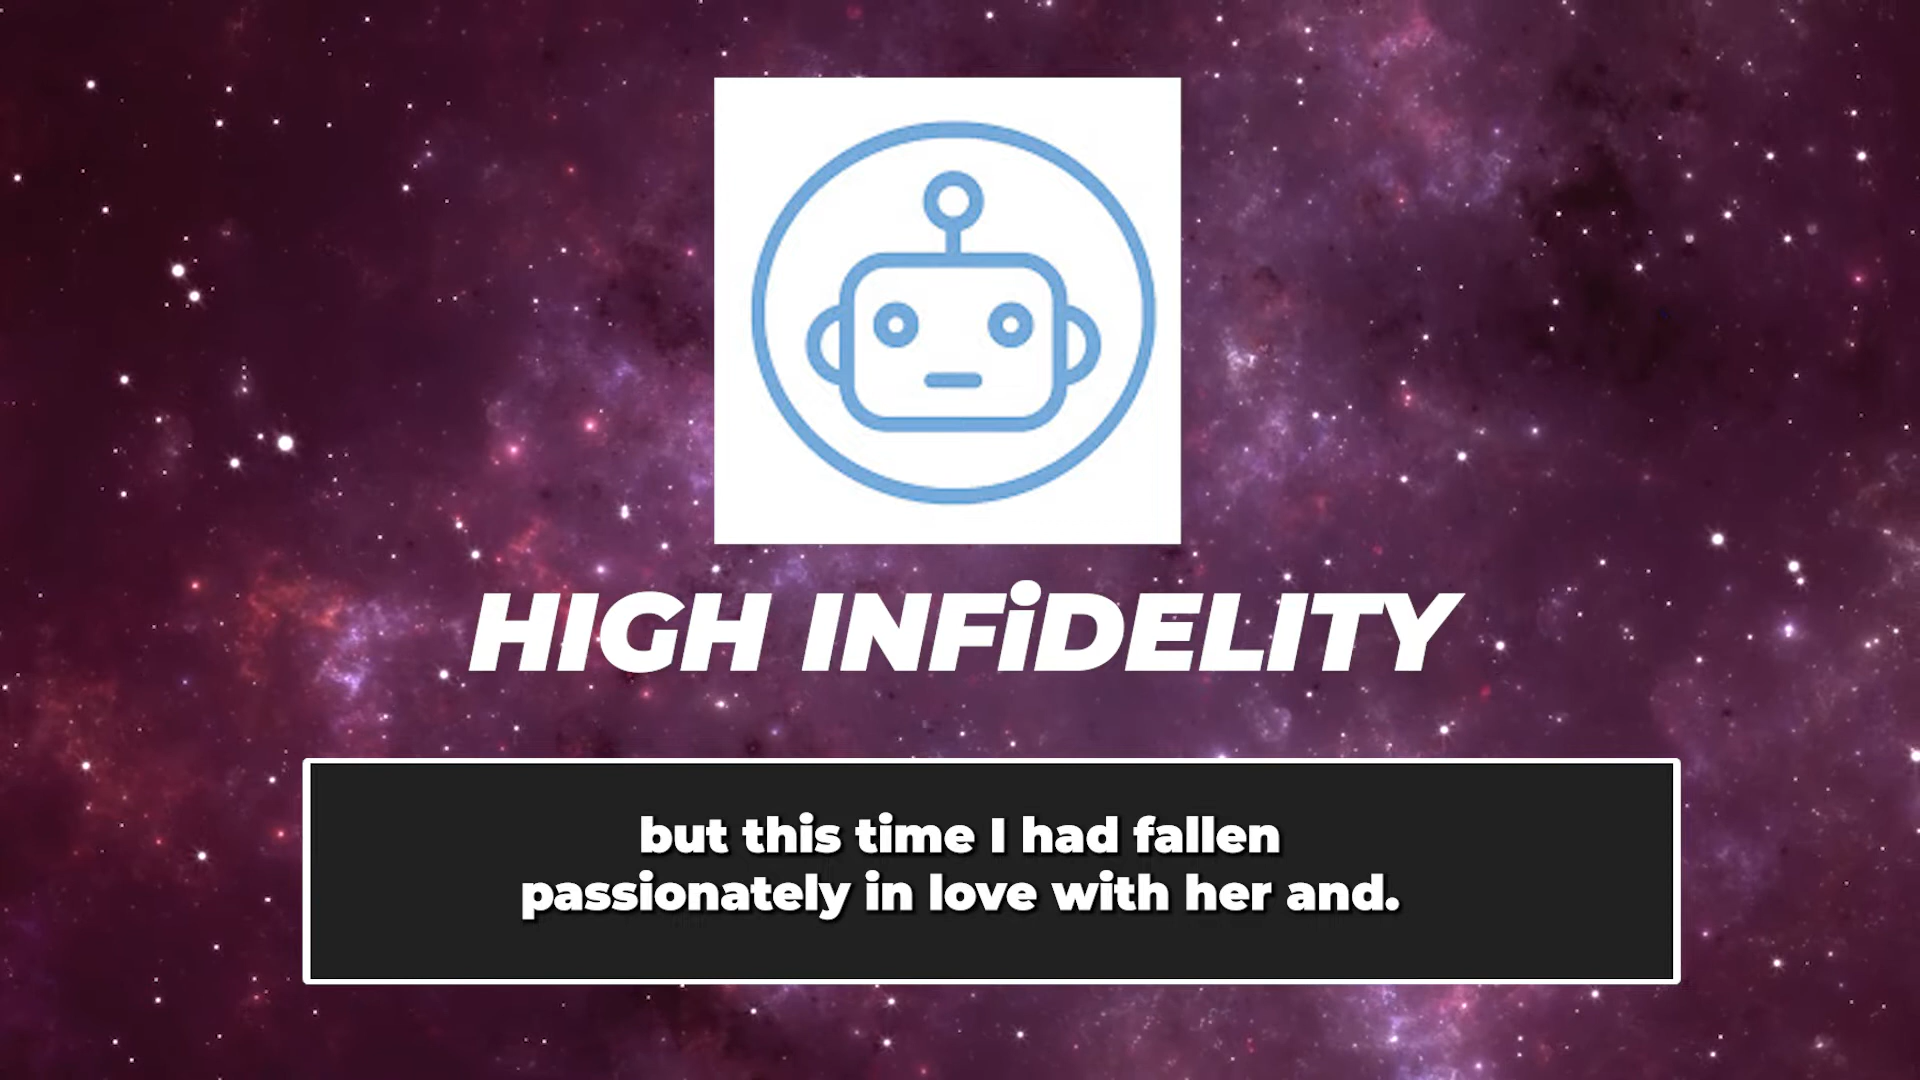 HIGH INFiDELITY
but this time I had fallen
passionately in love with her and.